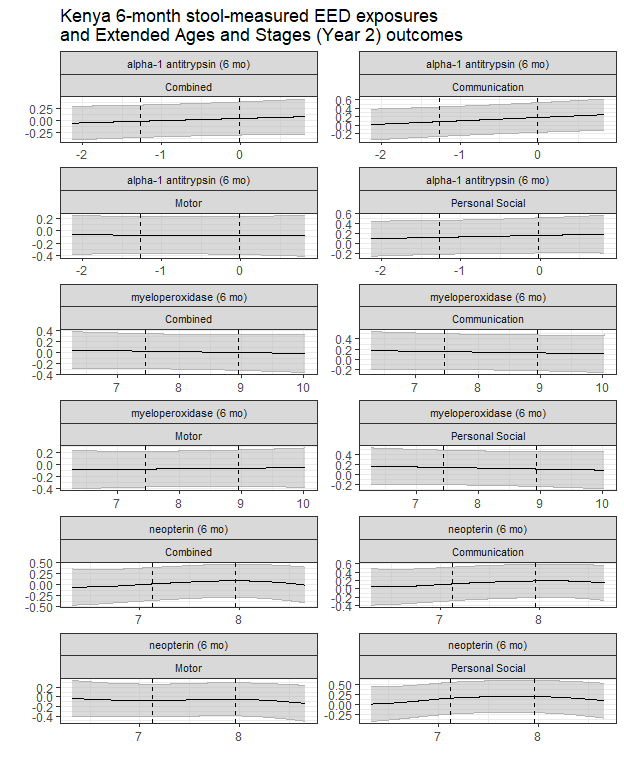 Kenya 6-month stool-measured EED exposures
and Extended Ages and Stages (Year 2) outcomes
alpha-1 antitrypsin (6 mo)
Combined
0.25
0.00
-0.25
-2 -1 0
alpha-1 antitrypsin (6 mo)
Communication
0.6
0.4
0.2
0.0
-0.2
-2 -1 0
alpha-1 antitrypsin (6 mo)
Motor
0.2
0.0
-0.2
-0.4
-2 -1 0
alpha-1 antitrypsin (6 mo)
Personal Social
0.6
0.4
0.2
0.0
-0.2
-2 -1 0
myeloperoxidase (6 mo)
Combined
0.4
0.2
0.0
-0.2
-0.4
7 8 9 10
myeloperoxidase (6 mo)
Communication
0.4
0.2
0.0
-0.2
7 8 9 10
myeloperoxidase (6 mo)
Motor
0.2
0.0
-0.2
-0.4
7 8 9 10
myeloperoxidase (6 mo)
Personal Social
0.4
0.2
0.0
-0.2
7 8 9 10
neopterin (6 mo)
Combined
0.50
0.25
0.00
-0.25
-0.50
7 8
neopterin (6 mo)
Communication
0.6
0.4
0.2
0.0
-0.2
-0.4
7 8
neopterin (6 mo)
Motor
0.2
0.0
-0.2
-0.4
7 8
neopterin (6 mo)
Personal Social
0.50
0.25
0.00
-0.25
7 8